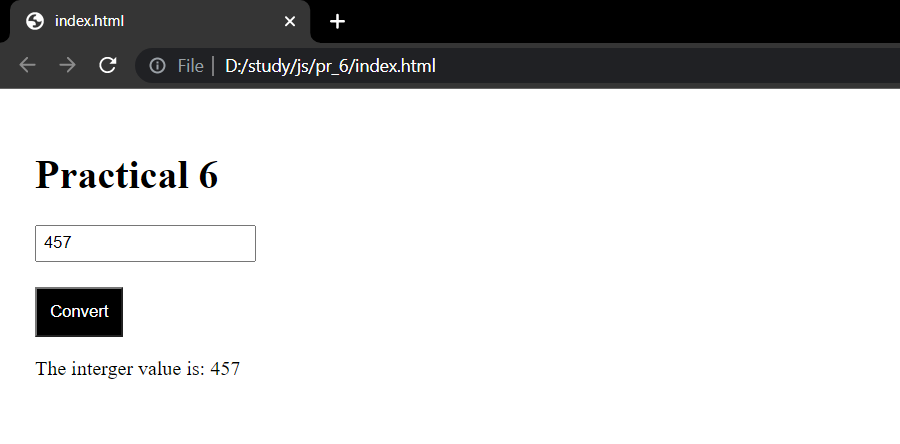 index.html
File | D:/study/js/pr_6/index.html
Practical 6
457
Convert
The interger value is: 457